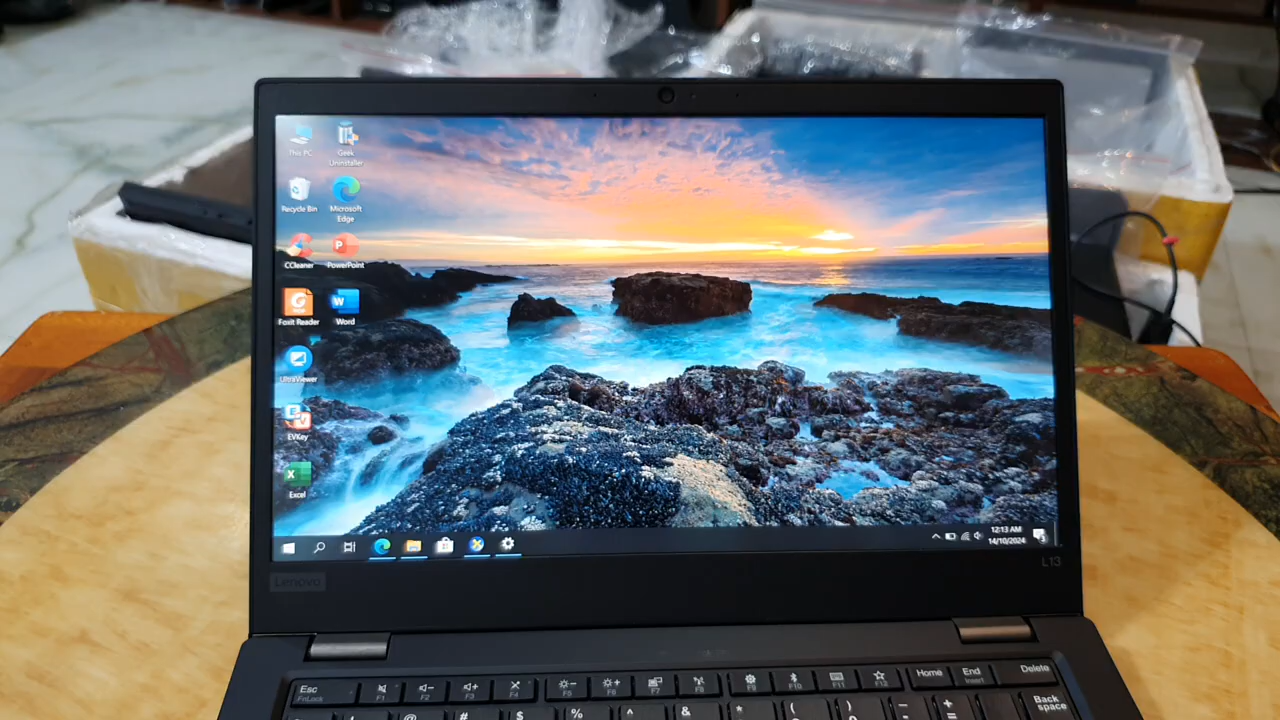 This PC
Geek
Uninstaller
Recycle Bin
Microsoft
Edge
CCleaner
PowerPoint
Foxit Reader
Word
UltraViewer
EVKey
Excel
12:13 AM
14/10/2024
Lenovo
L13
Esc
FnLock
F1
F2
F3
F4
F5
F6
F7
F8
F9
F10
F11
F12
Home
End
Insert
Delete
! @ # $ % ^ & * ( ) - +
=
Back
space